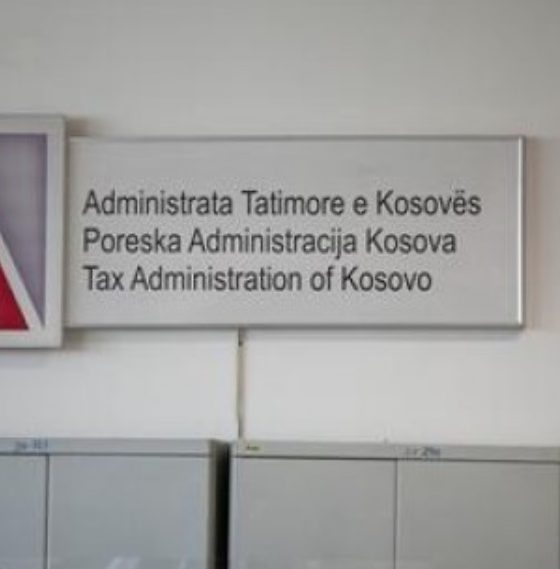 Administrata Tatimore e Kosovës
Poreska Administracija Kosova
Tax Administration of Kosovo